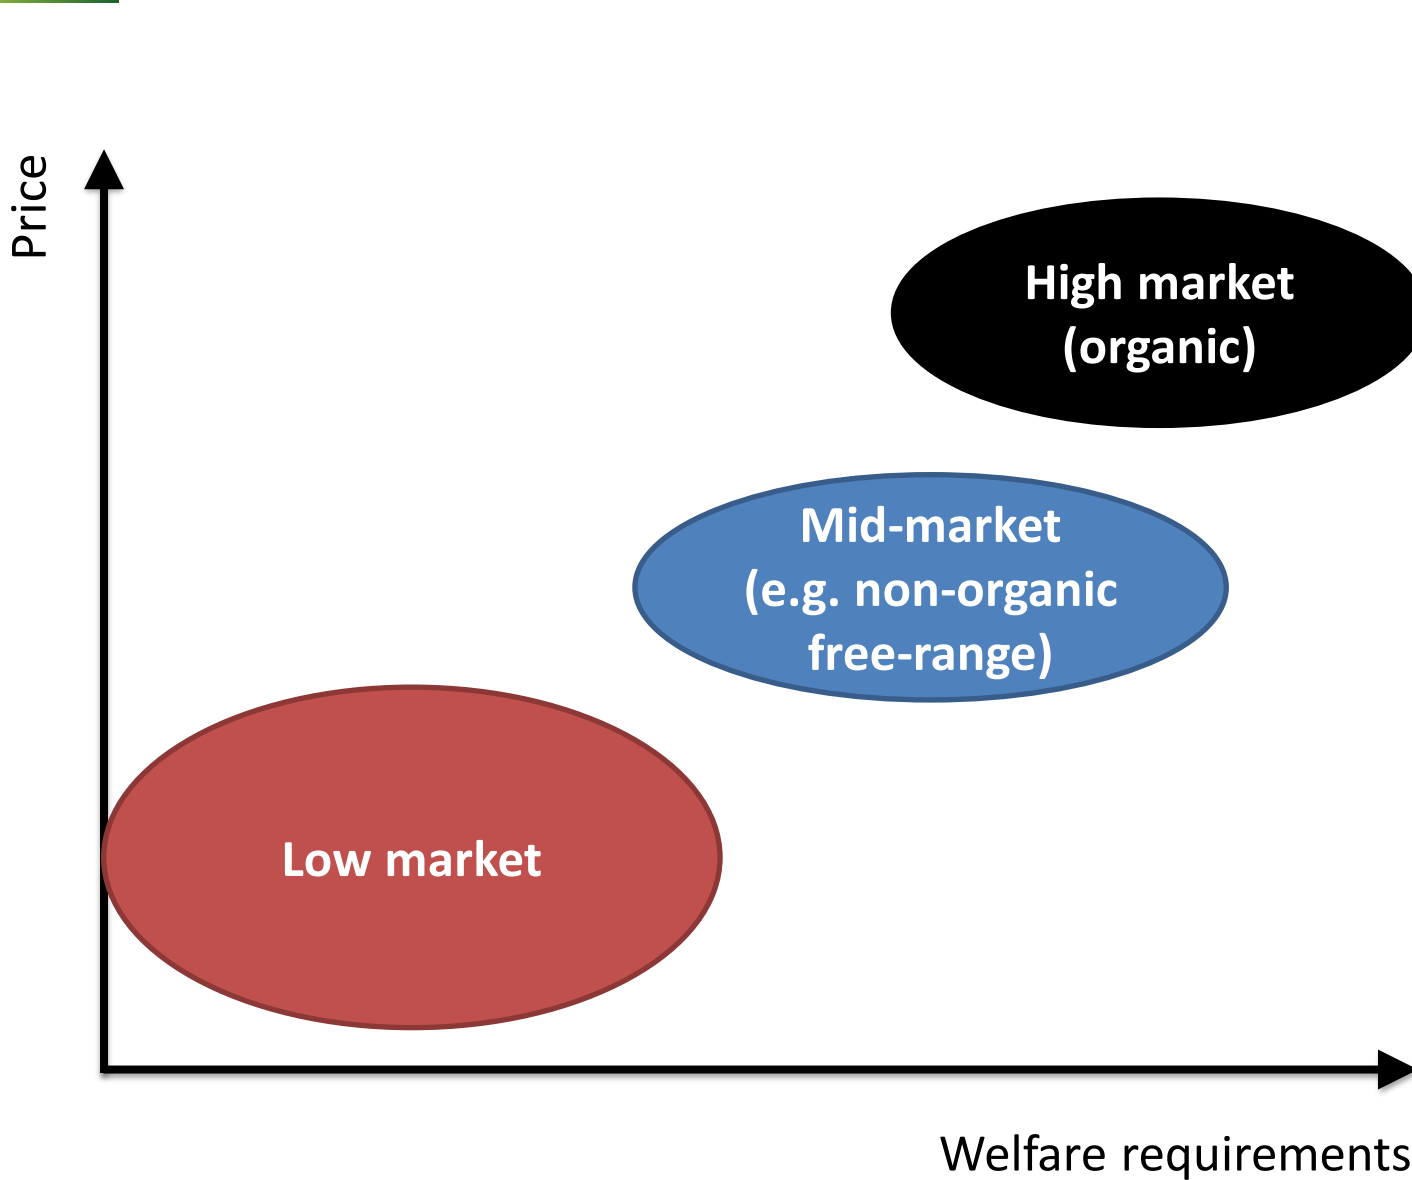 Price
High market
(organic)
Mid-market
(e.g. non-organic
free-range)
Low market
Welfare requirements